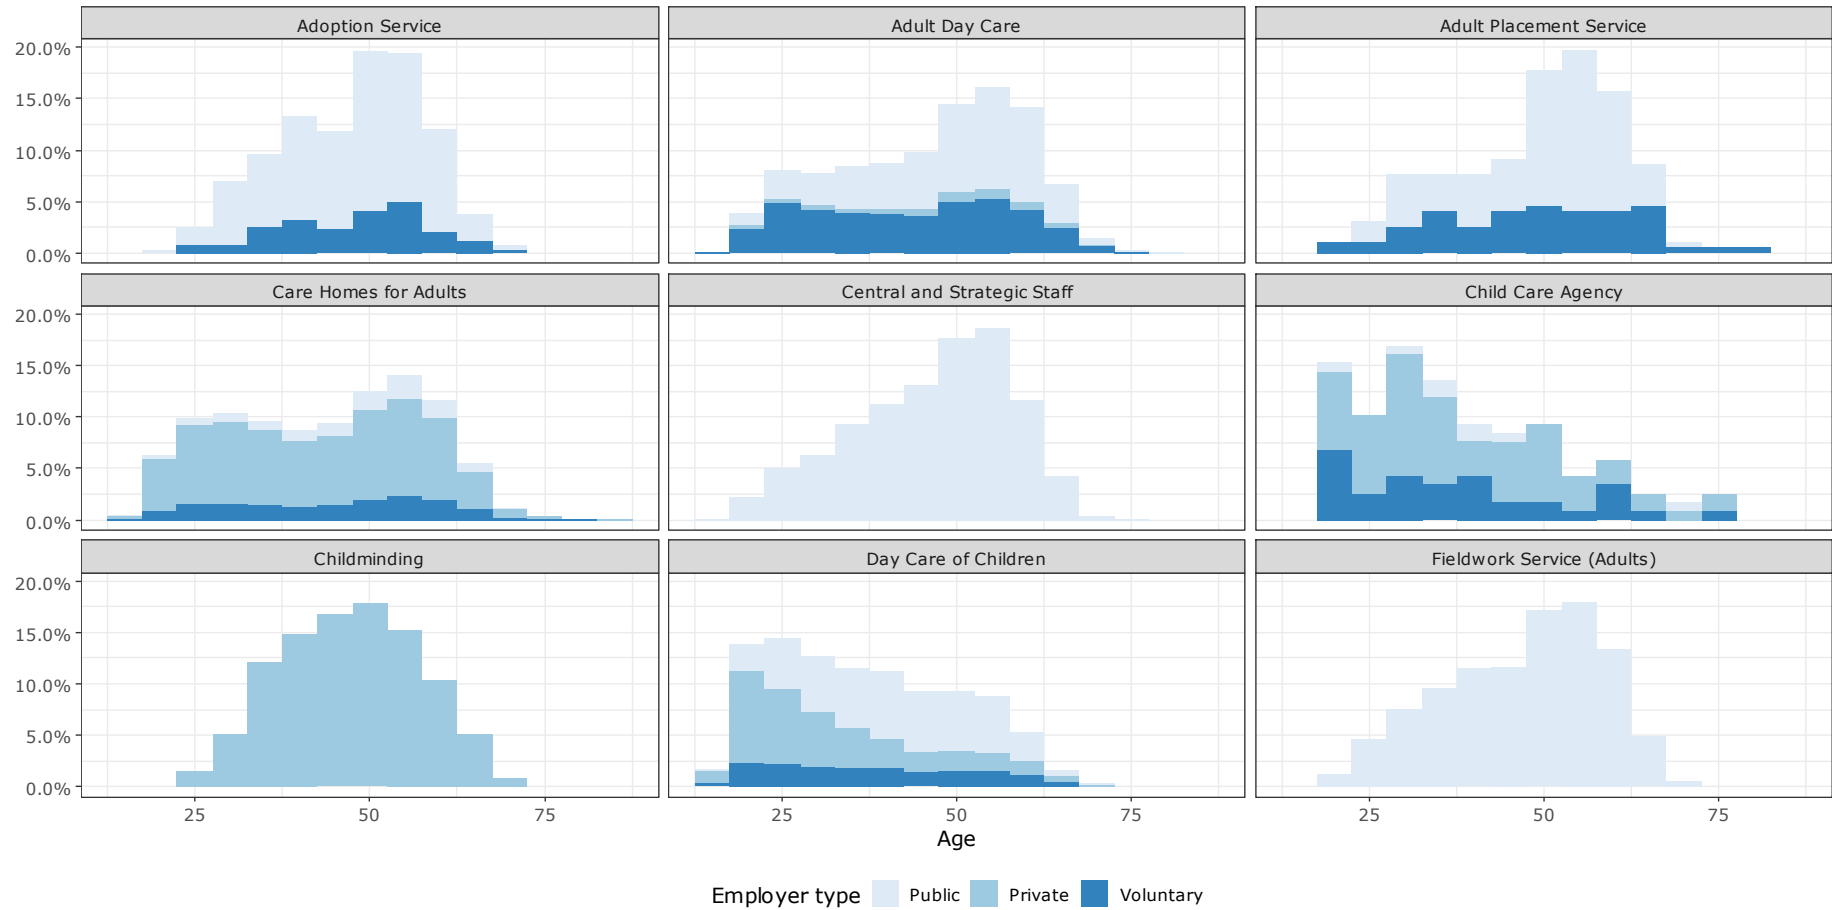 Adoption Service
Adult Day Care
Adult Placement Service
20.0%
15.0%
10.0%
5.0%
0.0%
Care Homes for Adults
Central and Strategic Staff
Child Care Agency
20.0%
15.0%
10.0%
5.0%
0.0%
Childminding
Day Care of Children
Fieldwork Service (Adults)
20.0%
15.0%
10.0%
5.0%
0.0%
25 50 75
25 50 75
25 50 75
Age
Employer type Public Private Voluntary